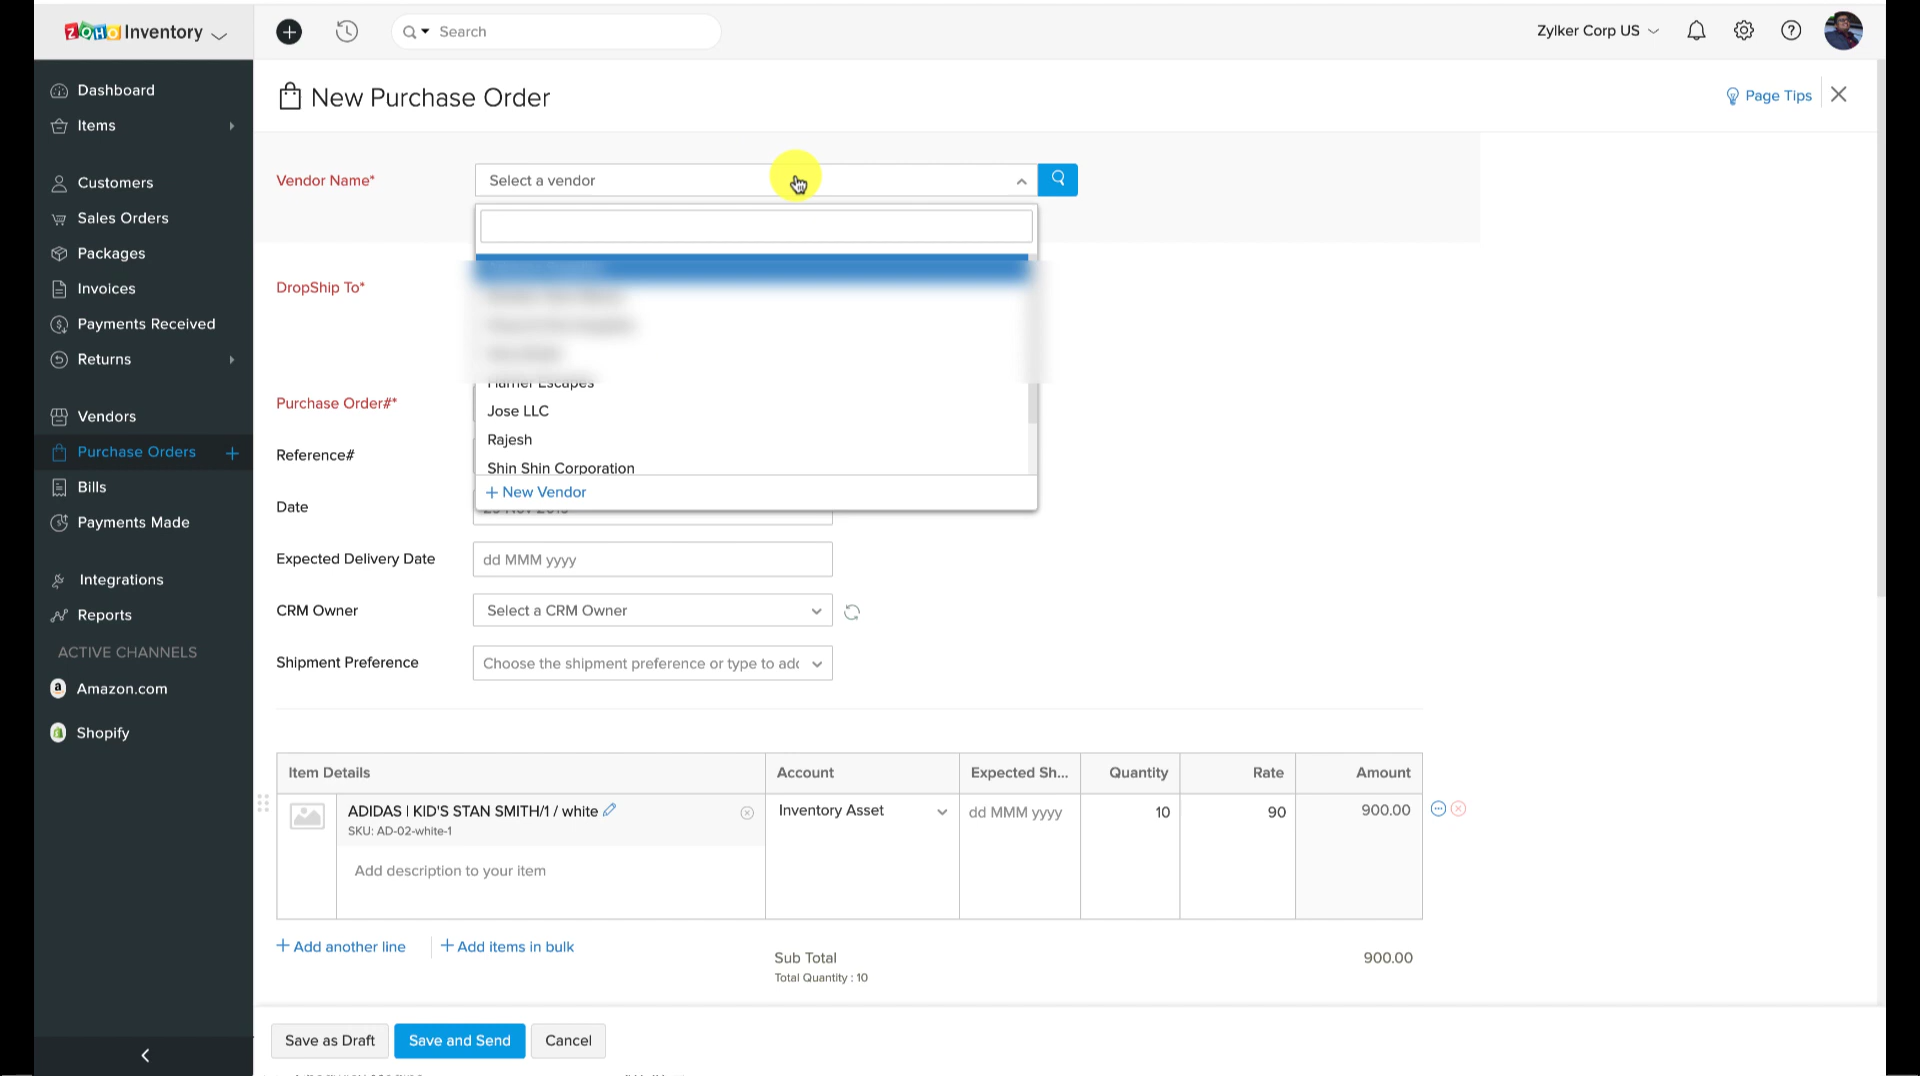 ZOHO Inventory
Search
Zylker Corp US
Dashboard
Items
Customers
Sales Orders
Packages
Invoices
Payments Received
Returns
Vendors
Purchase Orders
Bills
Payments Made
Integrations
Reports
ACTIVE CHANNELS
Amazon.com
Shopify
New Purchase Order
Page Tips
Vendor Name*
Select a vendor
DropShip To*
Jose LLC
Rajesh
Shin Shin Corporation
+ New Vendor
Purchase Order#*
Reference#
Date
Expected Delivery Date
dd MMM yyyy
CRM Owner
Select a CRM Owner
Shipment Preference
Choose the shipment preference or type to adc
Item Details Account Expected Sh... Quantity Rate Amount
ADIDAS | KID'S STAN SMITH/1 / white Inventory Asset dd MMM yyyy 10 90 900.00
SKU: AD-02-white-1
Add description to your item
+ Add another line + Add items in bulk
Sub Total 900.00
Total Quantity : 10
Save as Draft Save and Send Cancel